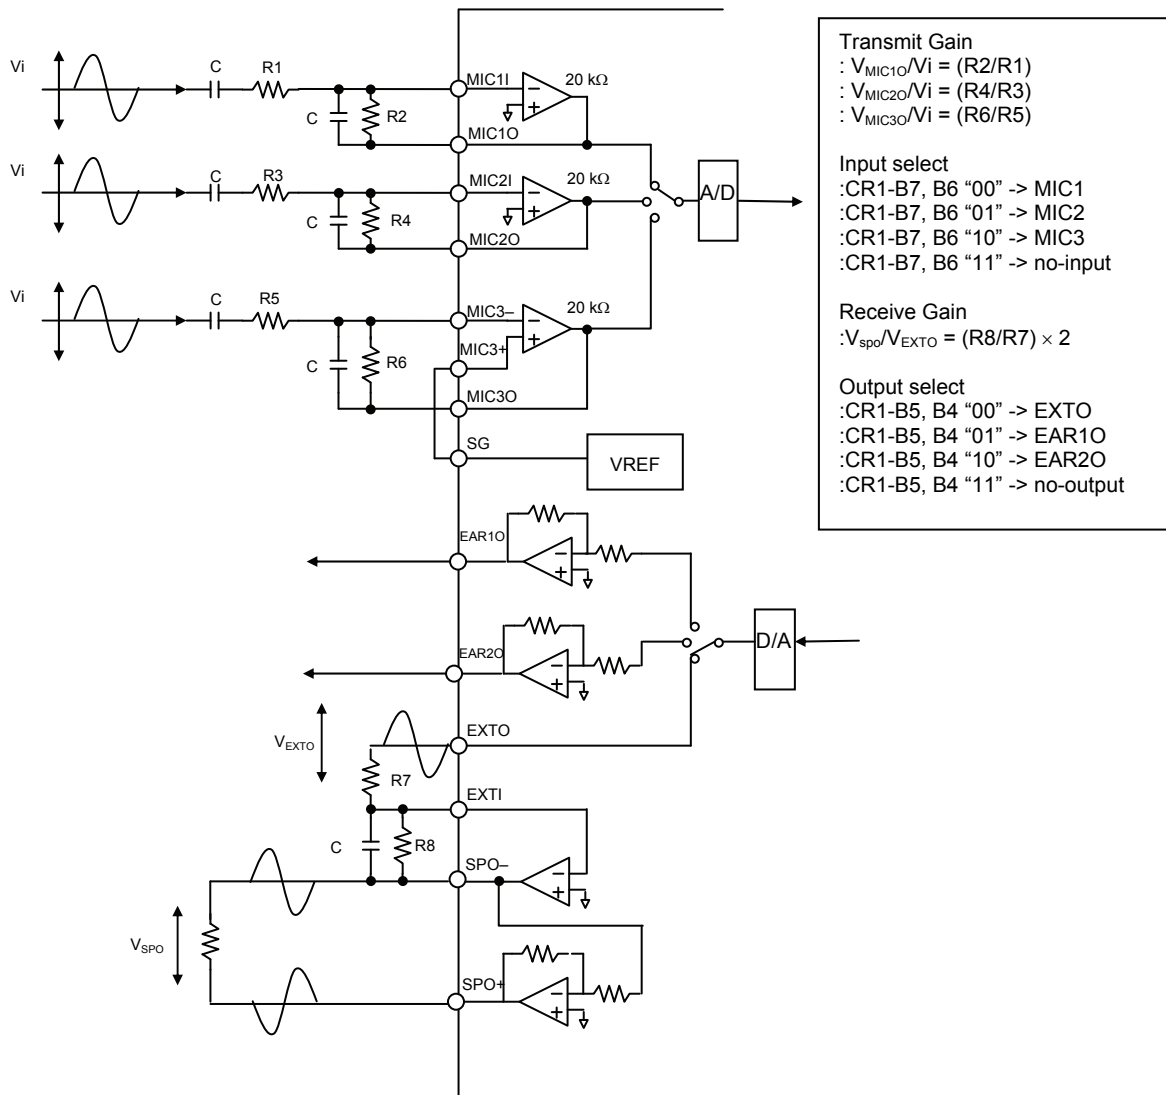 Vi
C
R1
MIC1I
20 kΩ
C
R2
MIC1O
Vi
C
R3
MIC2I
20 kΩ
C
R4
MIC2O
A/D
Vi
C
R5
MIC3–
20 kΩ
MIC3+
C
R6
MIC3O
SG
VREF
EAR1O
EAR2O
D/A
VEXTO
EXTO
R7
EXTI
C
R8
SPO–
VSPO
SPO+
Transmit Gain
: VMIC1O/Vi = (R2/R1)
: VMIC2O/Vi = (R4/R3)
: VMIC3O/Vi = (R6/R5)
Input select
:CR1-B7, B6 “00” -> MIC1
:CR1-B7, B6 “01” -> MIC2
:CR1-B7, B6 “10” -> MIC3
:CR1-B7, B6 “11” -> no-input
Receive Gain
:Vspo/VEXTO = (R8/R7) × 2
Output select
:CR1-B5, B4 “00” -> EXTO
:CR1-B5, B4 “01” -> EAR1O
:CR1-B5, B4 “10” -> EAR2O
:CR1-B5, B4 “11” -> no-output